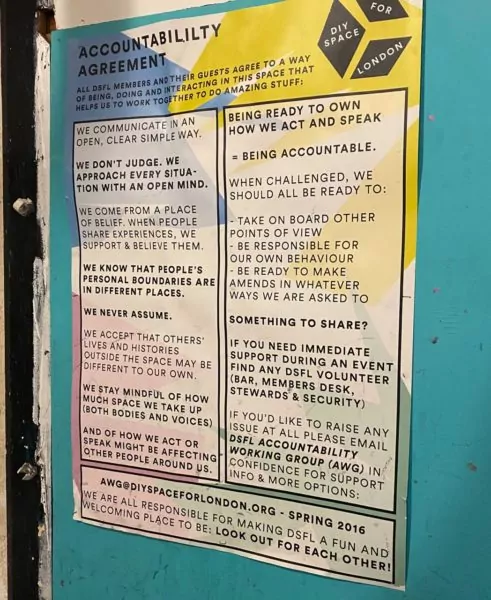 ACCOUNTABILILTY
AGREEMENT
DIY
SPACE
FOR
LONDON
ALL DSFL MEMBERS AND THEIR GUESTS AGREE TO A WAY
OF BEING, DOING AND INTERACTING IN THIS SPACE THAT
HELPS US TO WORK TOGETHER TO DO AMAZING STUFF:
WE COMMUNICATE IN AN
OPEN, CLEAR SIMPLE WAY.
WE DON'T JUDGE. WE
APPROACH EVERY SITUA-
TION WITH AN OPEN MIND.
WE COME FROM A PLACE
OF BELIEF. WHEN PEOPLE
SHARE EXPERIENCES, WE
SUPPORT & BELIEVE THEM.
WE KNOW THAT PEOPLE'S
PERSONAL BOUNDARIES ARE
IN DIFFERENT PLACES.
WE NEVER ASSUME.
WE ACCEPT THAT OTHERS'
LIVES AND HISTORIES
OUTSIDE THE SPACE MAY BE
DIFFERENT TO OUR OWN.
WE STAY MINDFUL OF HOW
MUCH SPACE WE TAKE UP
(BOTH BODIES AND VOICES)
AND OF HOW WE ACT OR
SPEAK MIGHT BE AFFECTING
OTHER PEOPLE AROUND US.
BEING READY TO OWN
HOW WE ACT AND SPEAK
= BEING ACCOUNTABLE.
WHEN CHALLENGED, WE
SHOULD ALL BE READY TO:
- TAKE ON BOARD OTHER
POINTS OF VIEW
- BE RESPONSIBLE FOR
OUR OWN BEHAVIOUR
- BE READY TO MAKE
AMENDS IN WHATEVER
WAYS WE ARE ASKED TO
SOMETHING TO SHARE?
IF YOU NEED IMMEDIATE
SUPPORT DURING AN EVENT
FIND ANY DSFL VOLUNTEER
(BAR, MEMBERS DESK,
STEWARDS & SECURITY)
IF YOU'D LIKE TO RAISE ANY
ISSUE AT ALL PLEASE EMAIL
DSFL ACCOUNTABILITY
WORKING GROUP (AWG) IN
CONFIDENCE FOR SUPPORT
INFO & MORE OPTIONS:
AWG@DIYSPACEFORLONDON.ORG - SPRING 2016
WE ARE ALL RESPONSIBLE FOR MAKING DSFL A FUN AND
WELCOMING PLACE TO BE: LOOK OUT FOR EACH OTHER!